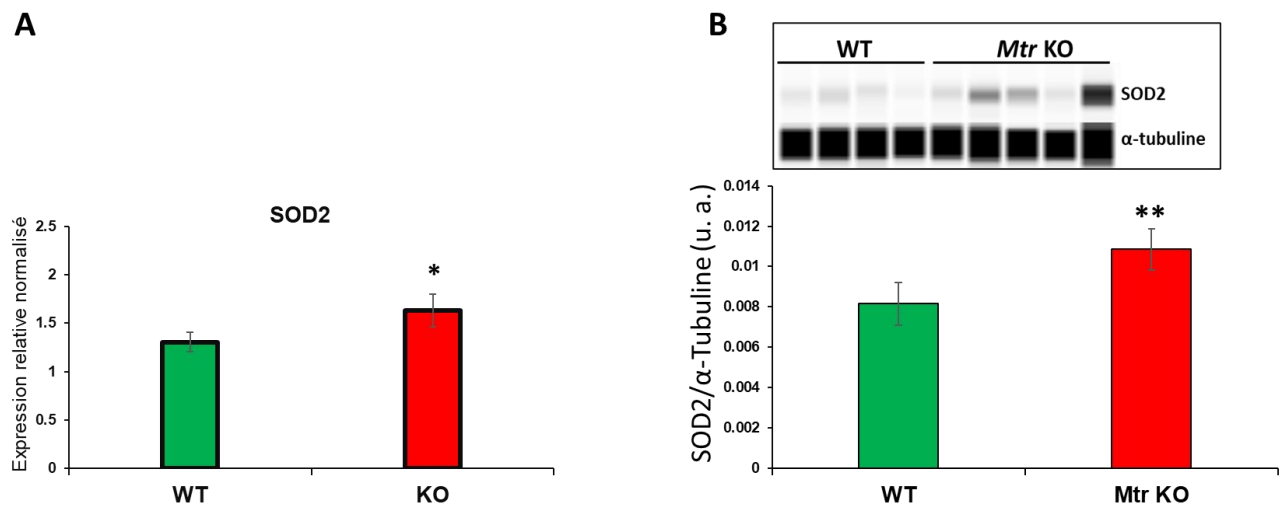 A
SOD2
Expression relative normalisé
2.5
2
1.5
1
0.5
0
*
WT
KO
B
WT
Mtr KO
SOD2
α-tubuline
SOD2/α-Tubuline (u. a.)
0.014
0.012
0.01
0.008
0.006
0.004
0.002
0
**
WT
Mtr KO